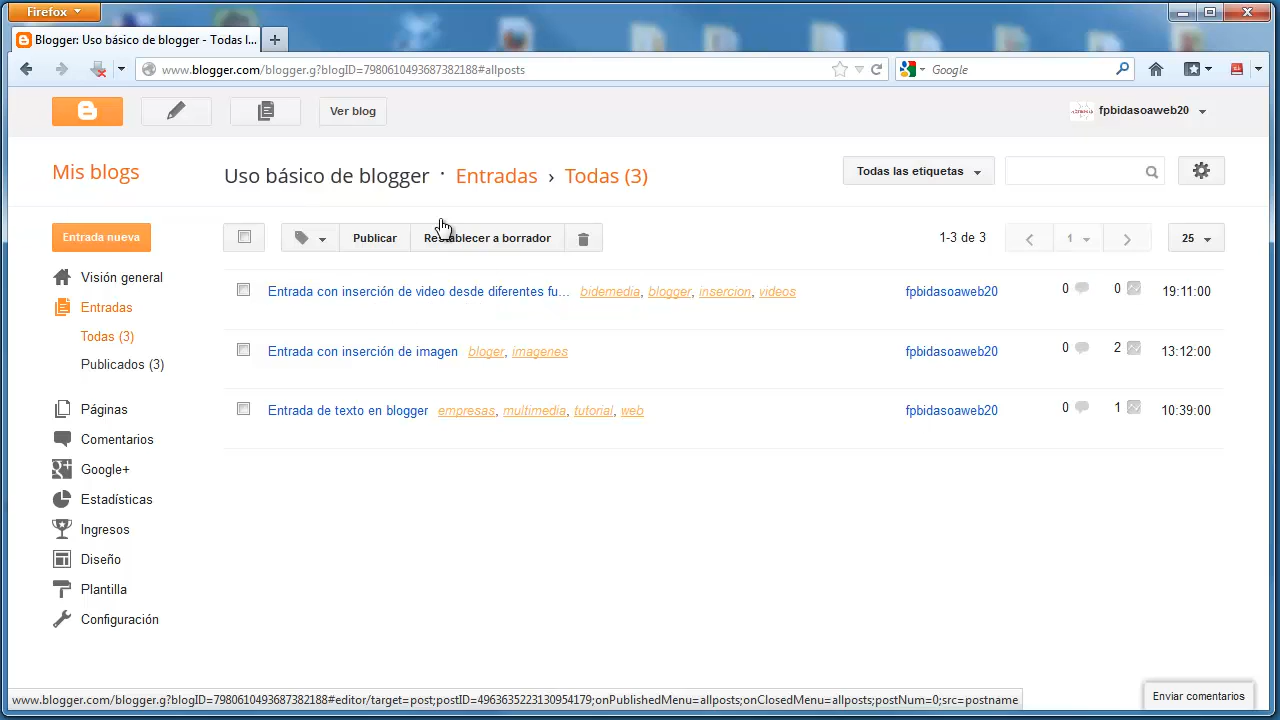 Firefox
Blogger: Uso básico de blogger - Todas l...
www.blogger.com/blogger.g?blogID=7980610493687382188#allposts
Google
Ver blog
fpbidasoaweb20
Mis blogs
Uso básico de blogger · Entradas › Todas (3)
Todas las etiquetas
Entrada nueva
Publicar
Restablecer a borrador
1-3 de 3
1
25
Visión general
Entradas
Todas (3)
Publicados (3)
Páginas
Comentarios
Google+
Estadísticas
Ingresos
Diseño
Plantilla
Configuración
Entrada con inserción de video desde diferentes fu... bidemedia, blogger, insercion, videos fpbidasoaweb20 0 0 19:11:00
Entrada con inserción de imagen bloger, imagenes fpbidasoaweb20 0 2 13:12:00
Entrada de texto en blogger empresas, multimedia, tutorial, web fpbidasoaweb20 0 1 10:39:00
Enviar comentarios
www.blogger.com/blogger.g?blogID=7980610493687382188#editor/target=post;postID=4963635223130954179;onPublishedMenu=allposts;onClosedMenu=allposts;postNum=0;src=postname